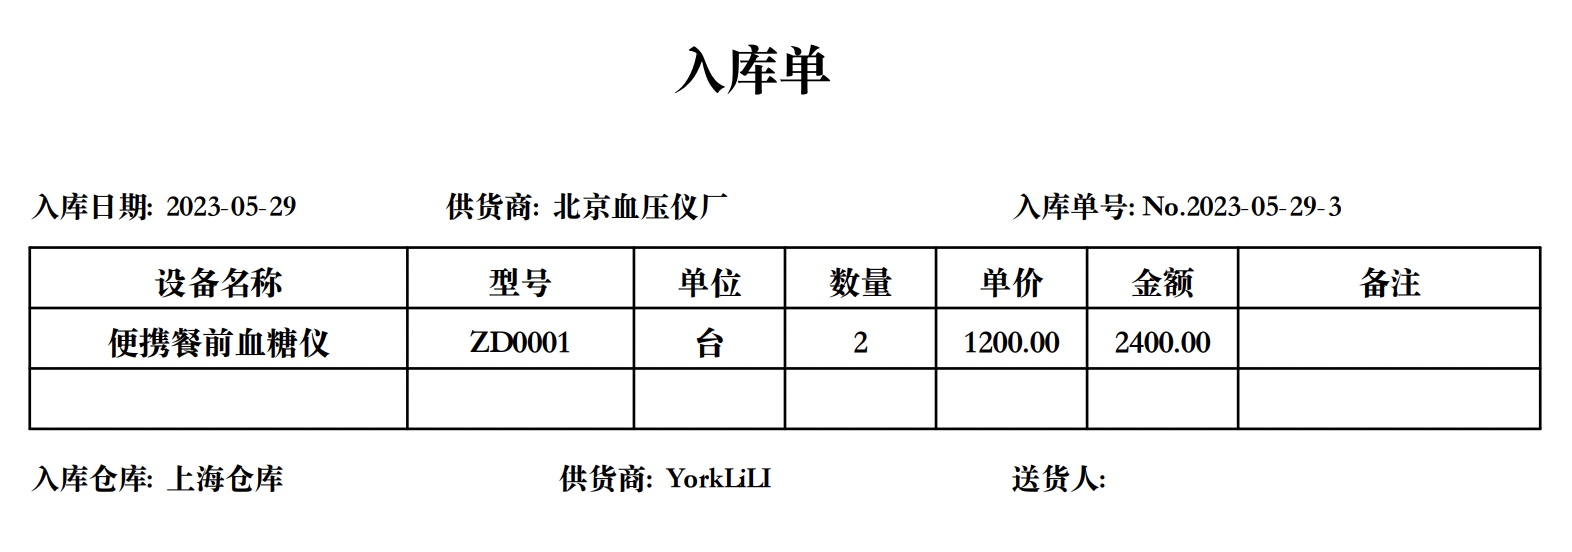 入库单
入库日期: 2023-05-29 供货商: 北京血压仪厂 入库单号: No.2023-05-29-3
设备名称 型号 单位 数量 单价 金额 备注
便携餐前血糖仪 ZD0001 台 2 1200.00 2400.00
入库仓库: 上海仓库 供货商: YorkLiLI 送货人: